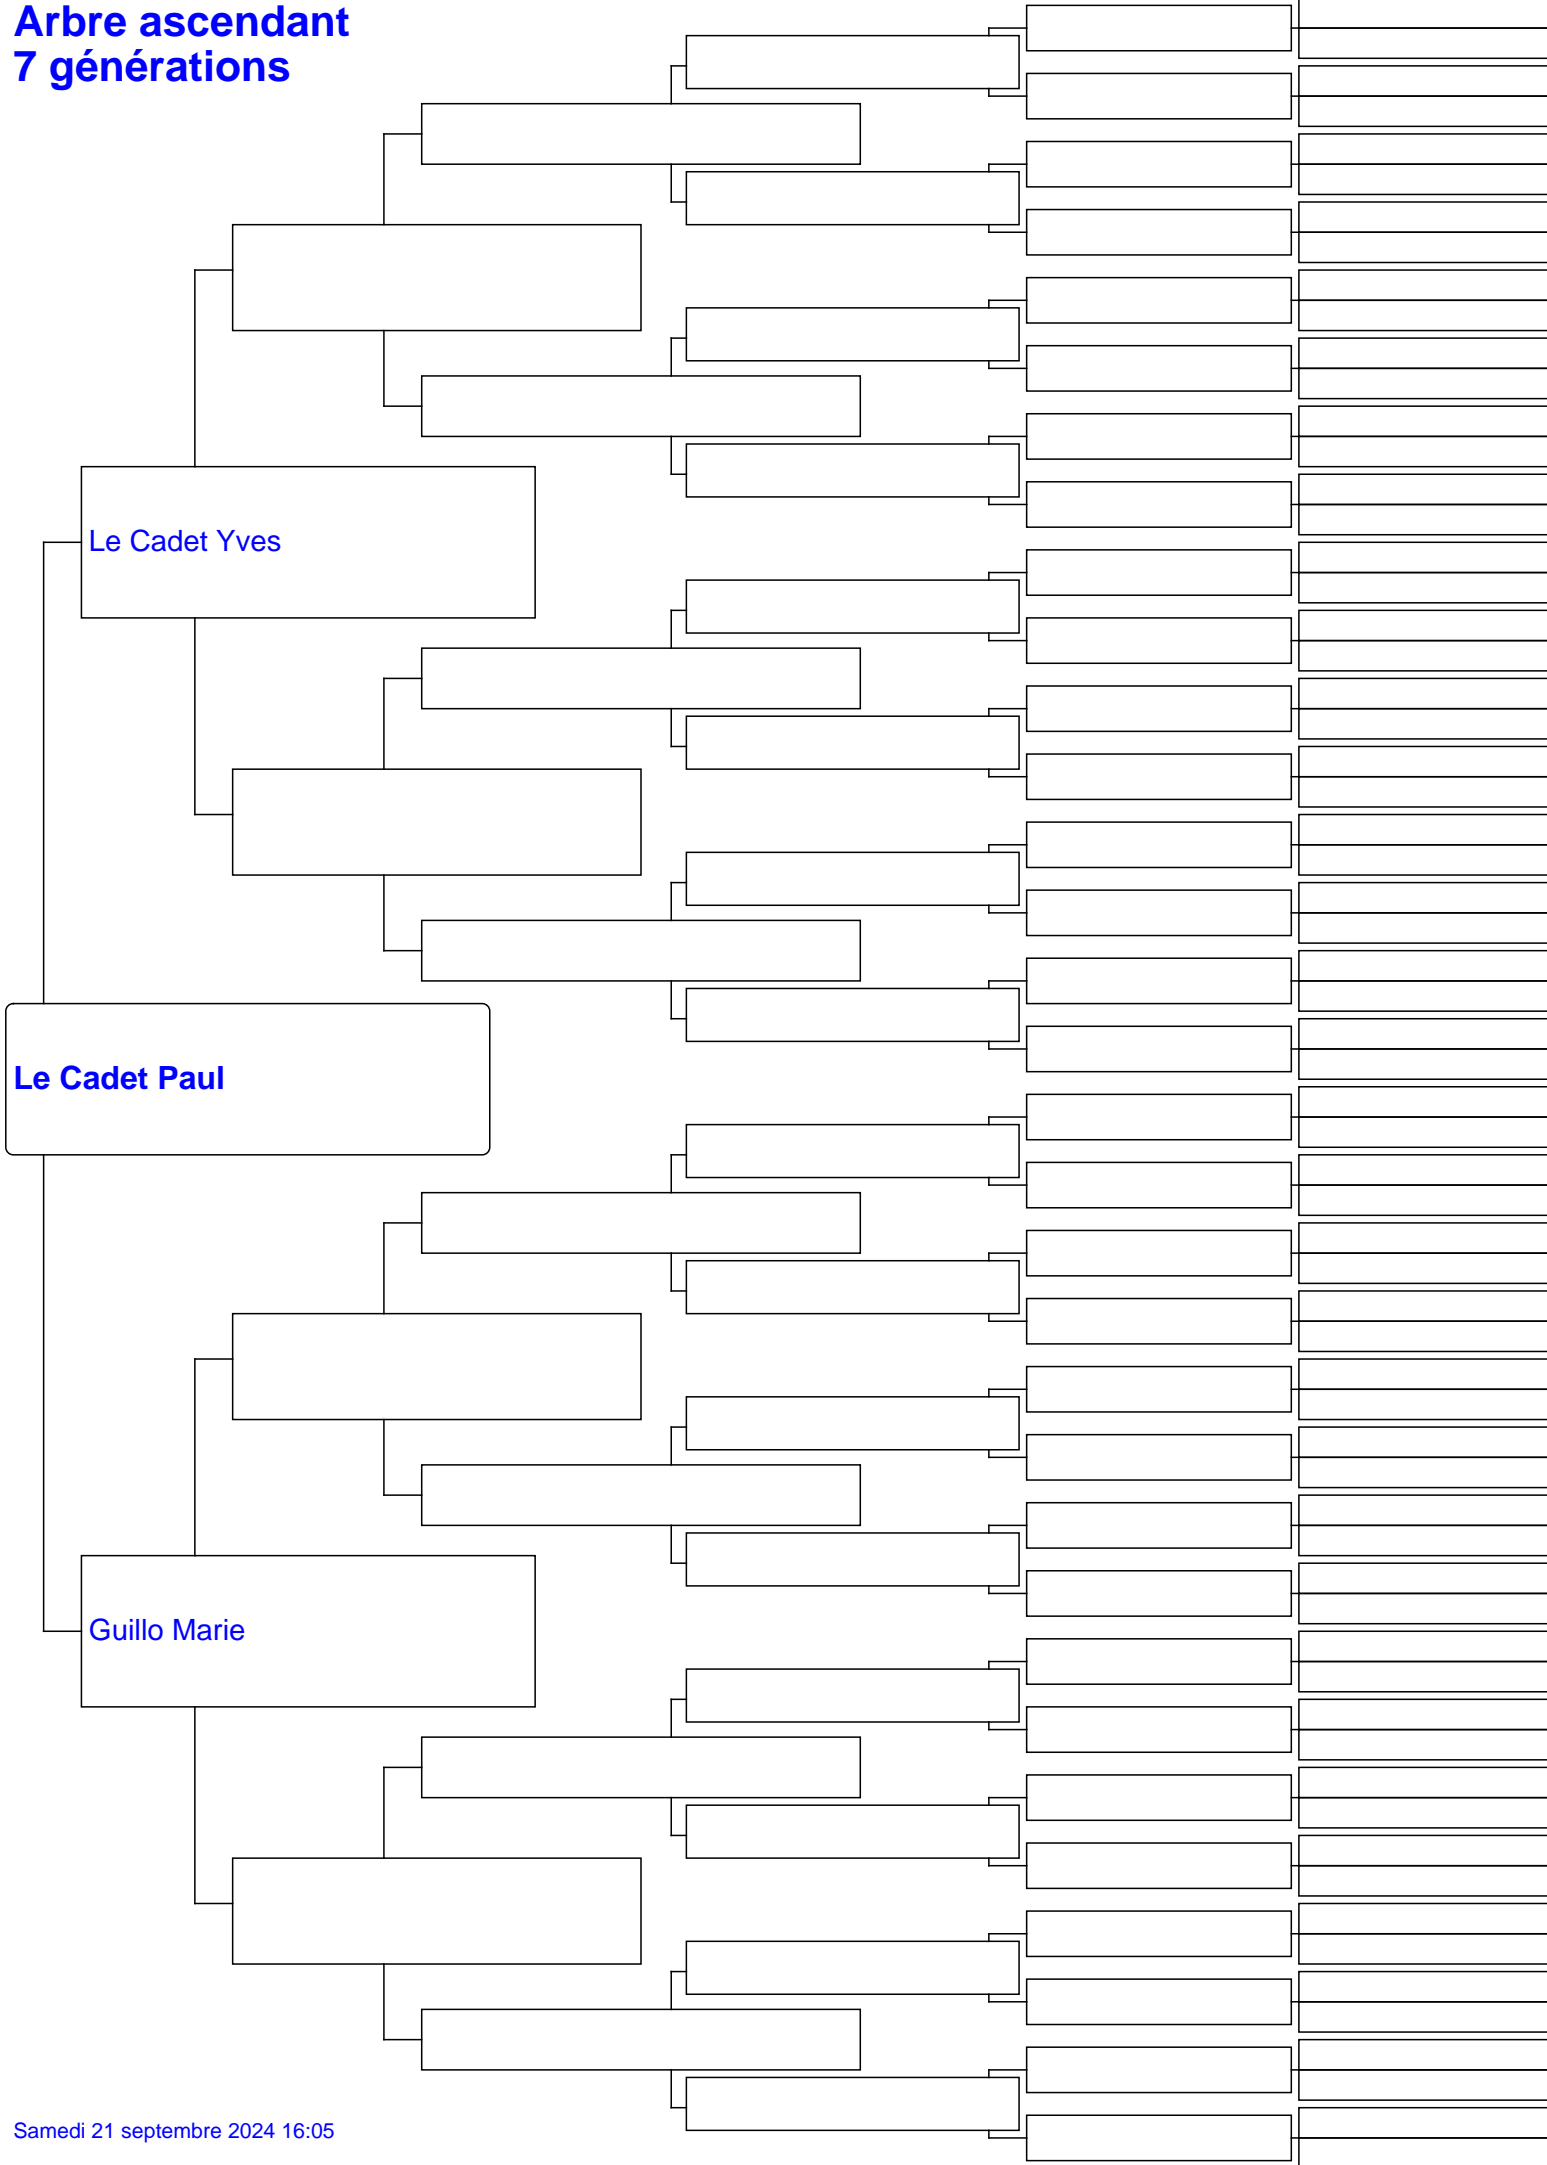 Arbre ascendant
7 générations
Le Cadet Yves
Le Cadet Paul
Guillo Marie
Samedi 21 septembre 2024 16:05